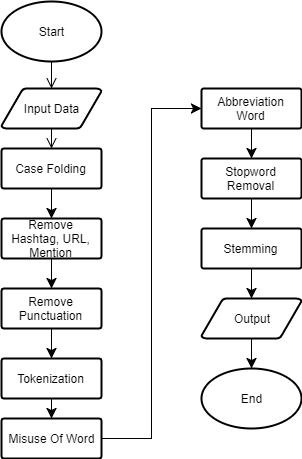 Start
Input Data
Case Folding
Remove
Hashtag, URL,
Mention
Remove
Punctuation
Tokenization
Misuse Of Word
Abbreviation
Word
Stopword
Removal
Stemming
Output
End